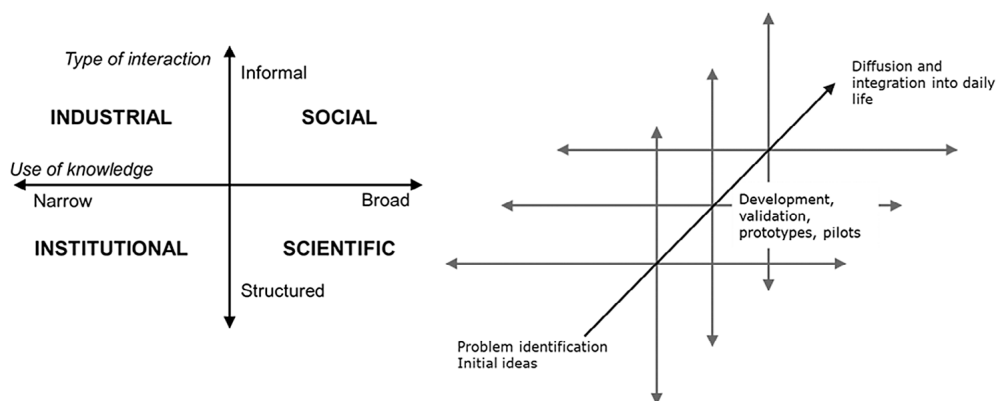 Type of interaction
Informal
INDUSTRIAL
SOCIAL
Use of knowledge
Narrow
Broad
INSTITUTIONAL
SCIENTIFIC
Structured
Diffusion and
integration into daily
life
Development,
validation,
prototypes, pilots
Problem identification
Initial ideas